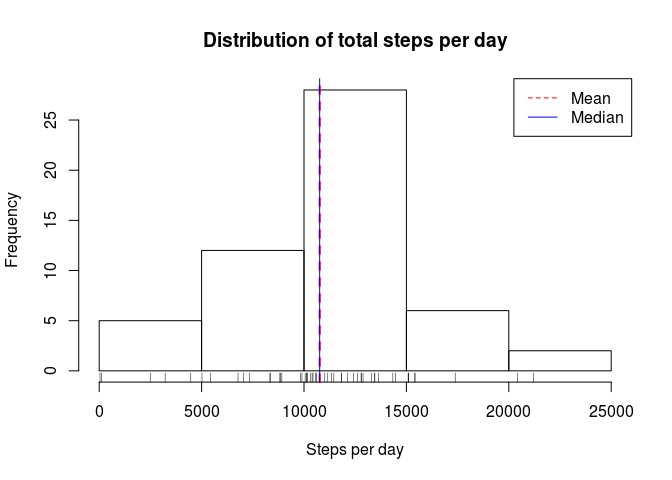 Distribution of total steps per day
Mean
Median
Frequency
25
20
15
10
5
0
0 5000 10000 15000 20000 25000
Steps per day